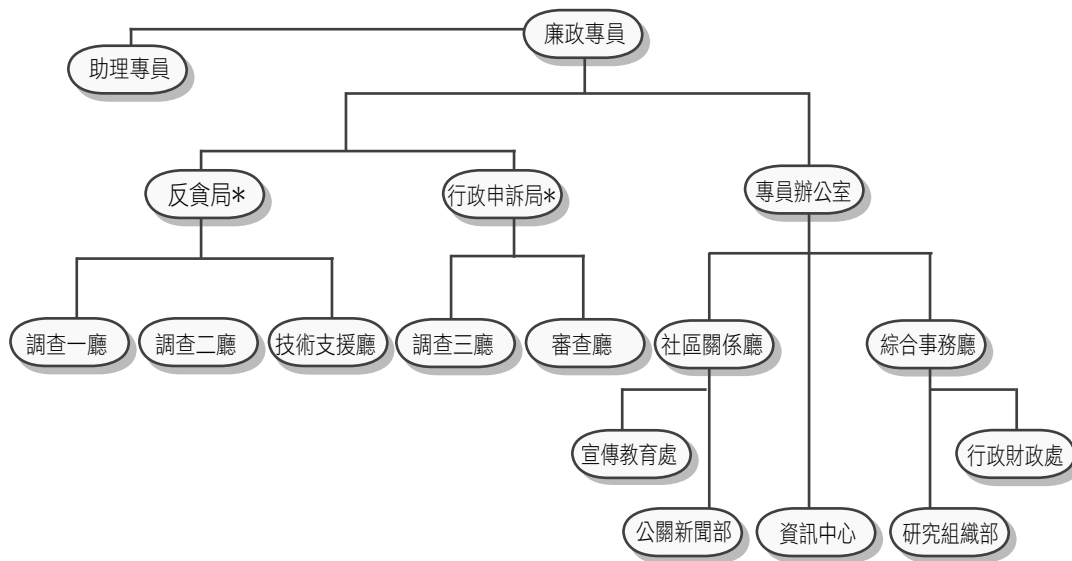 廉政專員
助理專員
反貪局*
行政申訴局*
專員辦公室
調查一廳
調查二廳
技術支援廳
調查三廳
審查廳
社區關係廳
綜合事務廳
宣傳教育處
行政財政處
公關新聞部
資訊中心
研究組織部